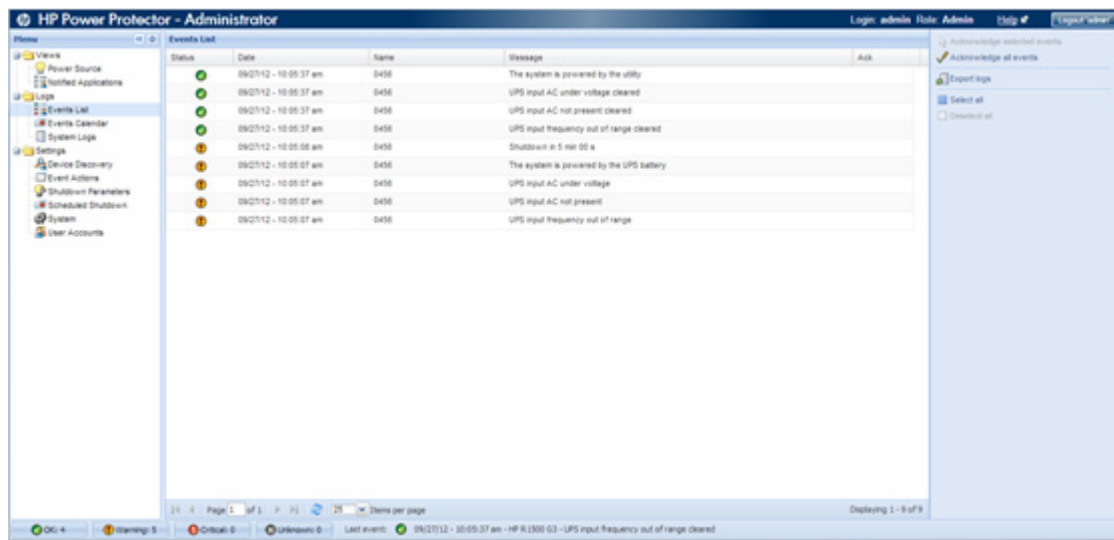 HP Power Protector - Administrator Login: admin Role: Admin Help Logout 'admin'
Menu
Views
Power Source
Notified Applications
Logs
Events List
Events Calendar
System Logs
Settings
Device Discovery
Event Actions
Shutdown Parameters
Scheduled Shutdown
System
User Accounts
Events List
Status Date Name Message Ack
09/27/12 - 10:05:37 am 0456 The system is powered by the utility
09/27/12 - 10:05:37 am 0456 UPS input AC under voltage cleared
09/27/12 - 10:05:37 am 0456 UPS input AC not present cleared
09/27/12 - 10:05:37 am 0456 UPS input frequency out of range cleared
09/27/12 - 10:05:08 am 0456 Shutdown in 5 min 00 s
09/27/12 - 10:05:07 am 0456 The system is powered by the UPS battery
09/27/12 - 10:05:07 am 0456 UPS input AC under voltage
09/27/12 - 10:05:07 am 0456 UPS input AC not present
09/27/12 - 10:05:07 am 0456 UPS input frequency out of range
Page 1 of 1 25 Items per page Displaying 1 - 9 of 9
Acknowledge selected events
Acknowledge all events
Export logs
Select all
Deselect all
OK: 4 Warning: 5 Critical: 0 Unknown: 0 Last event: 09/27/12 - 10:05:37 am - HP R1500 G3 - UPS input frequency out of range cleared